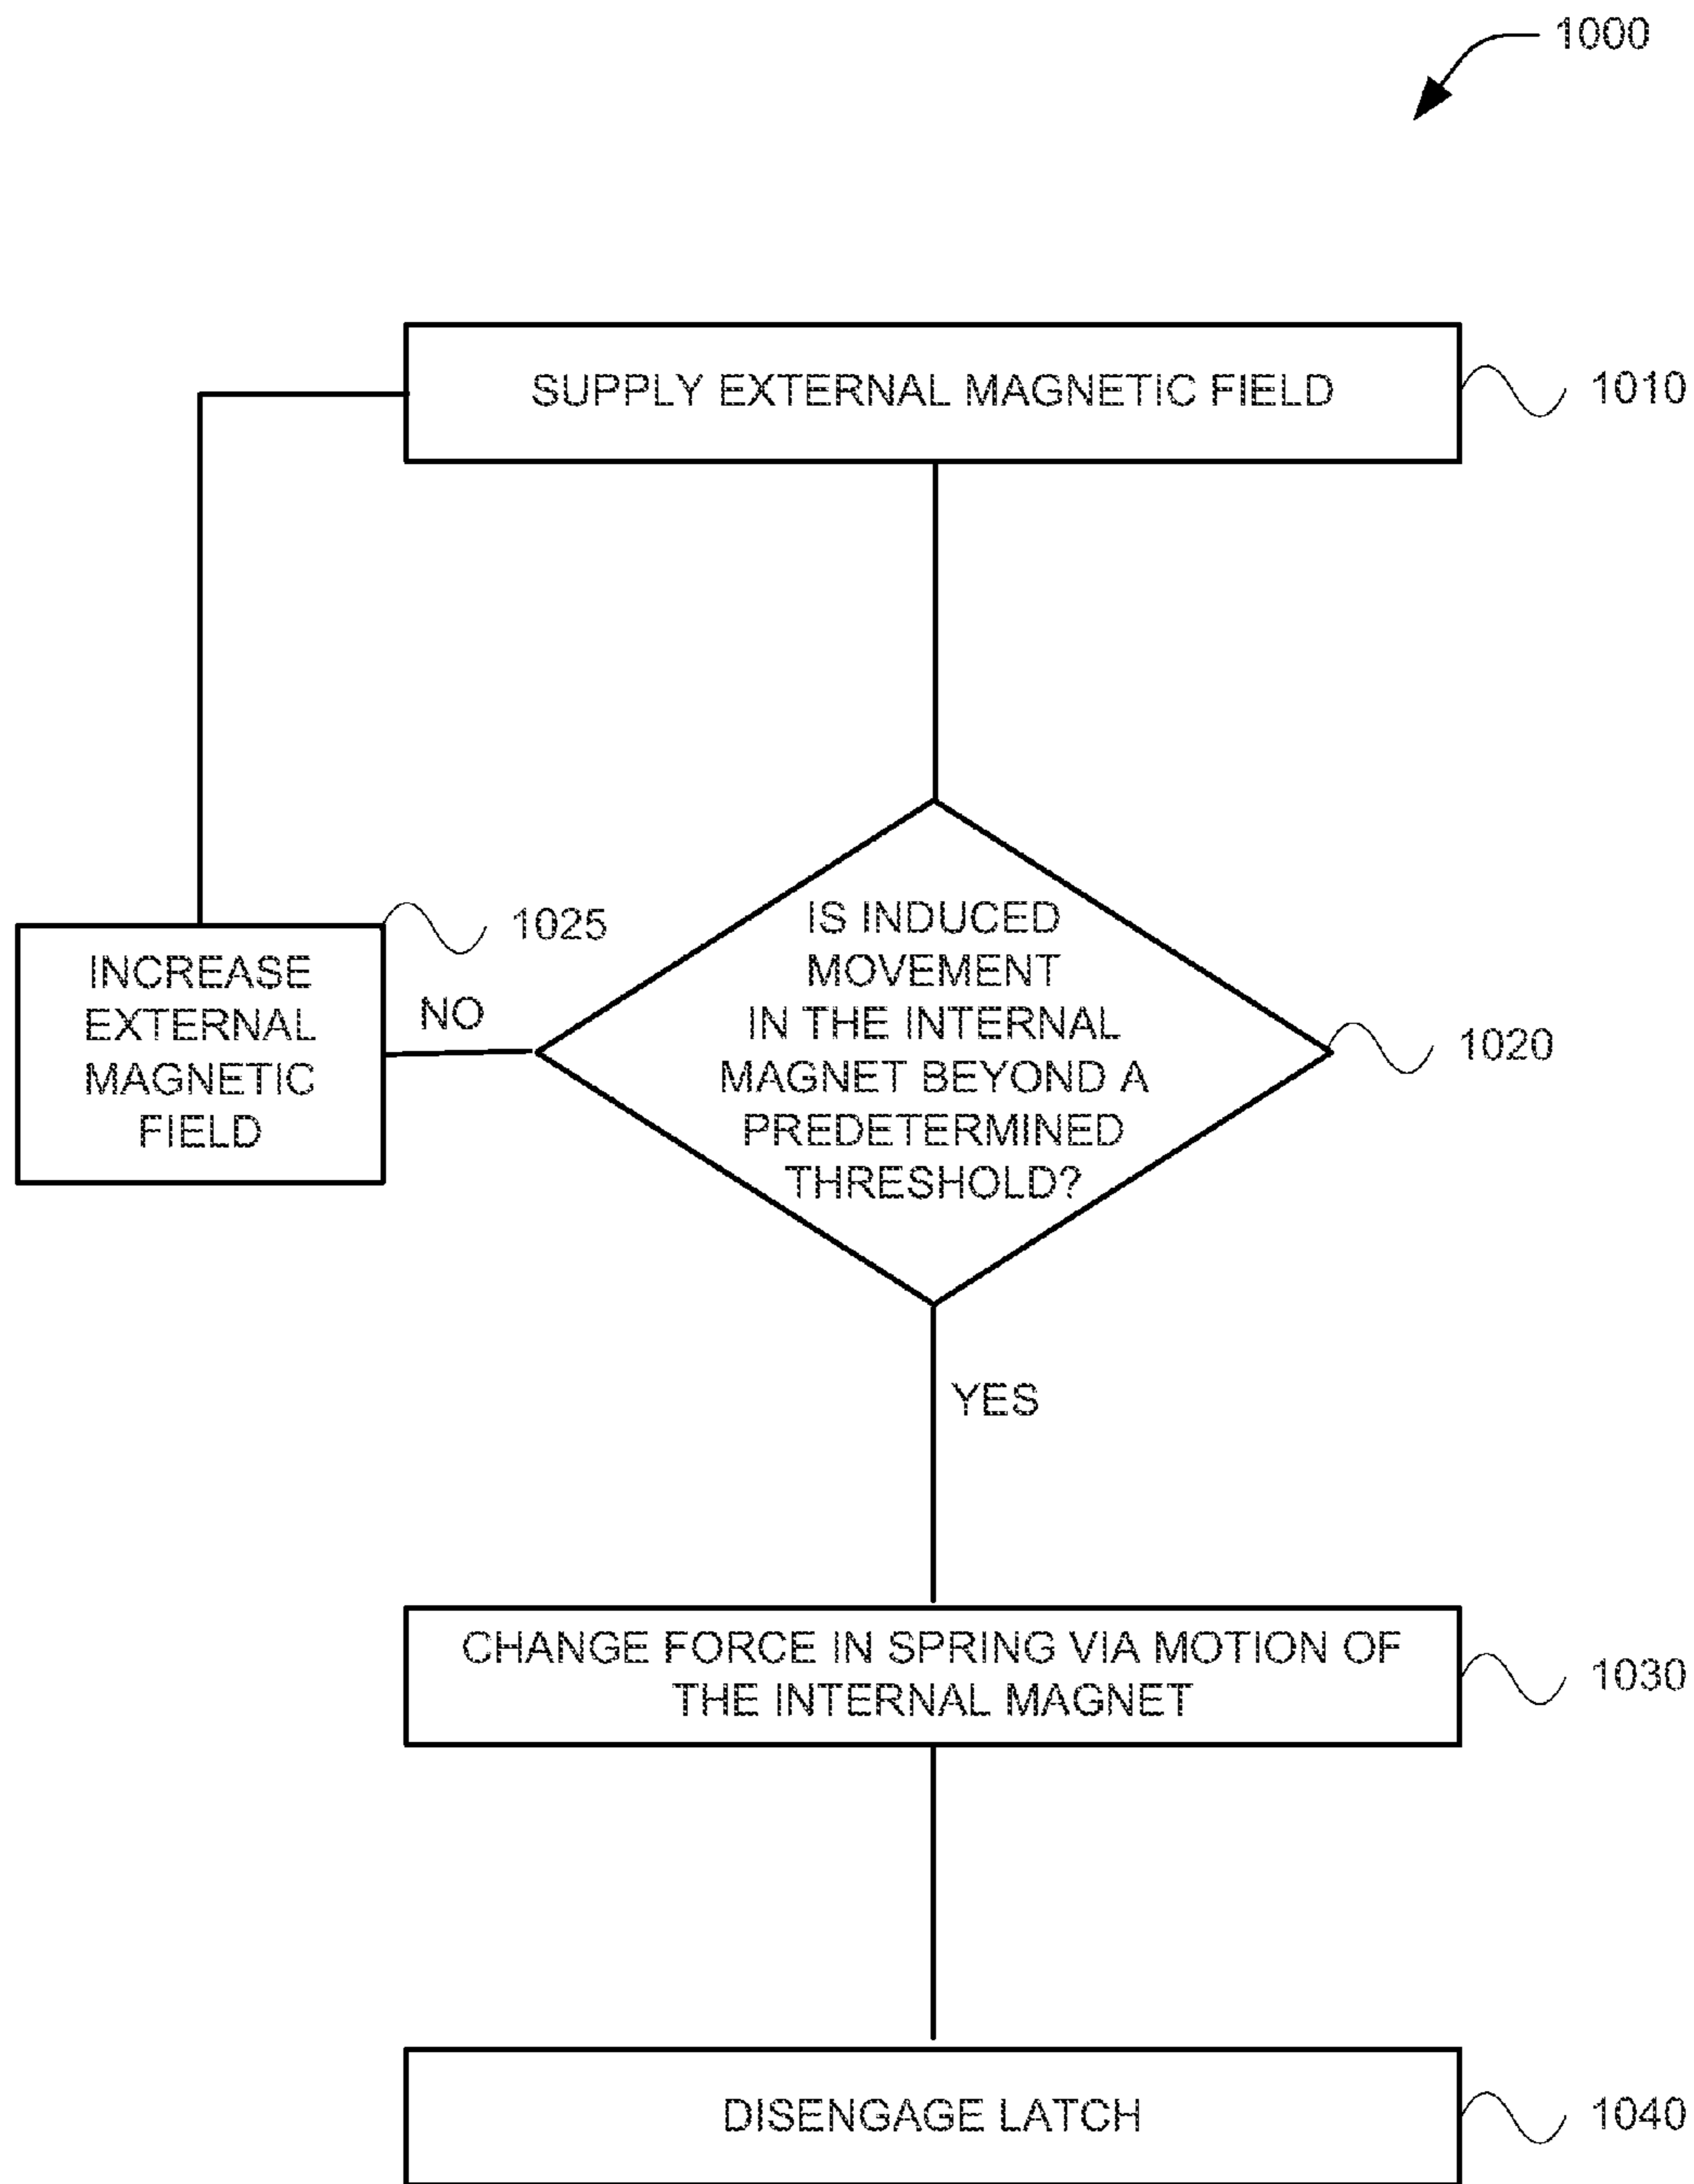 1000
SUPPLY EXTERNAL MAGNETIC FIELD
1010
IS INDUCED
MOVEMENT
IN THE INTERNAL
MAGNET BEYOND A
PREDETERMINED
THRESHOLD?
1020
1025
INCREASE
EXTERNAL
MAGNETIC
FIELD
NO
YES
CHANGE FORCE IN SPRING VIA MOTION OF
THE INTERNAL MAGNET
1030
DISENGAGE LATCH
1040